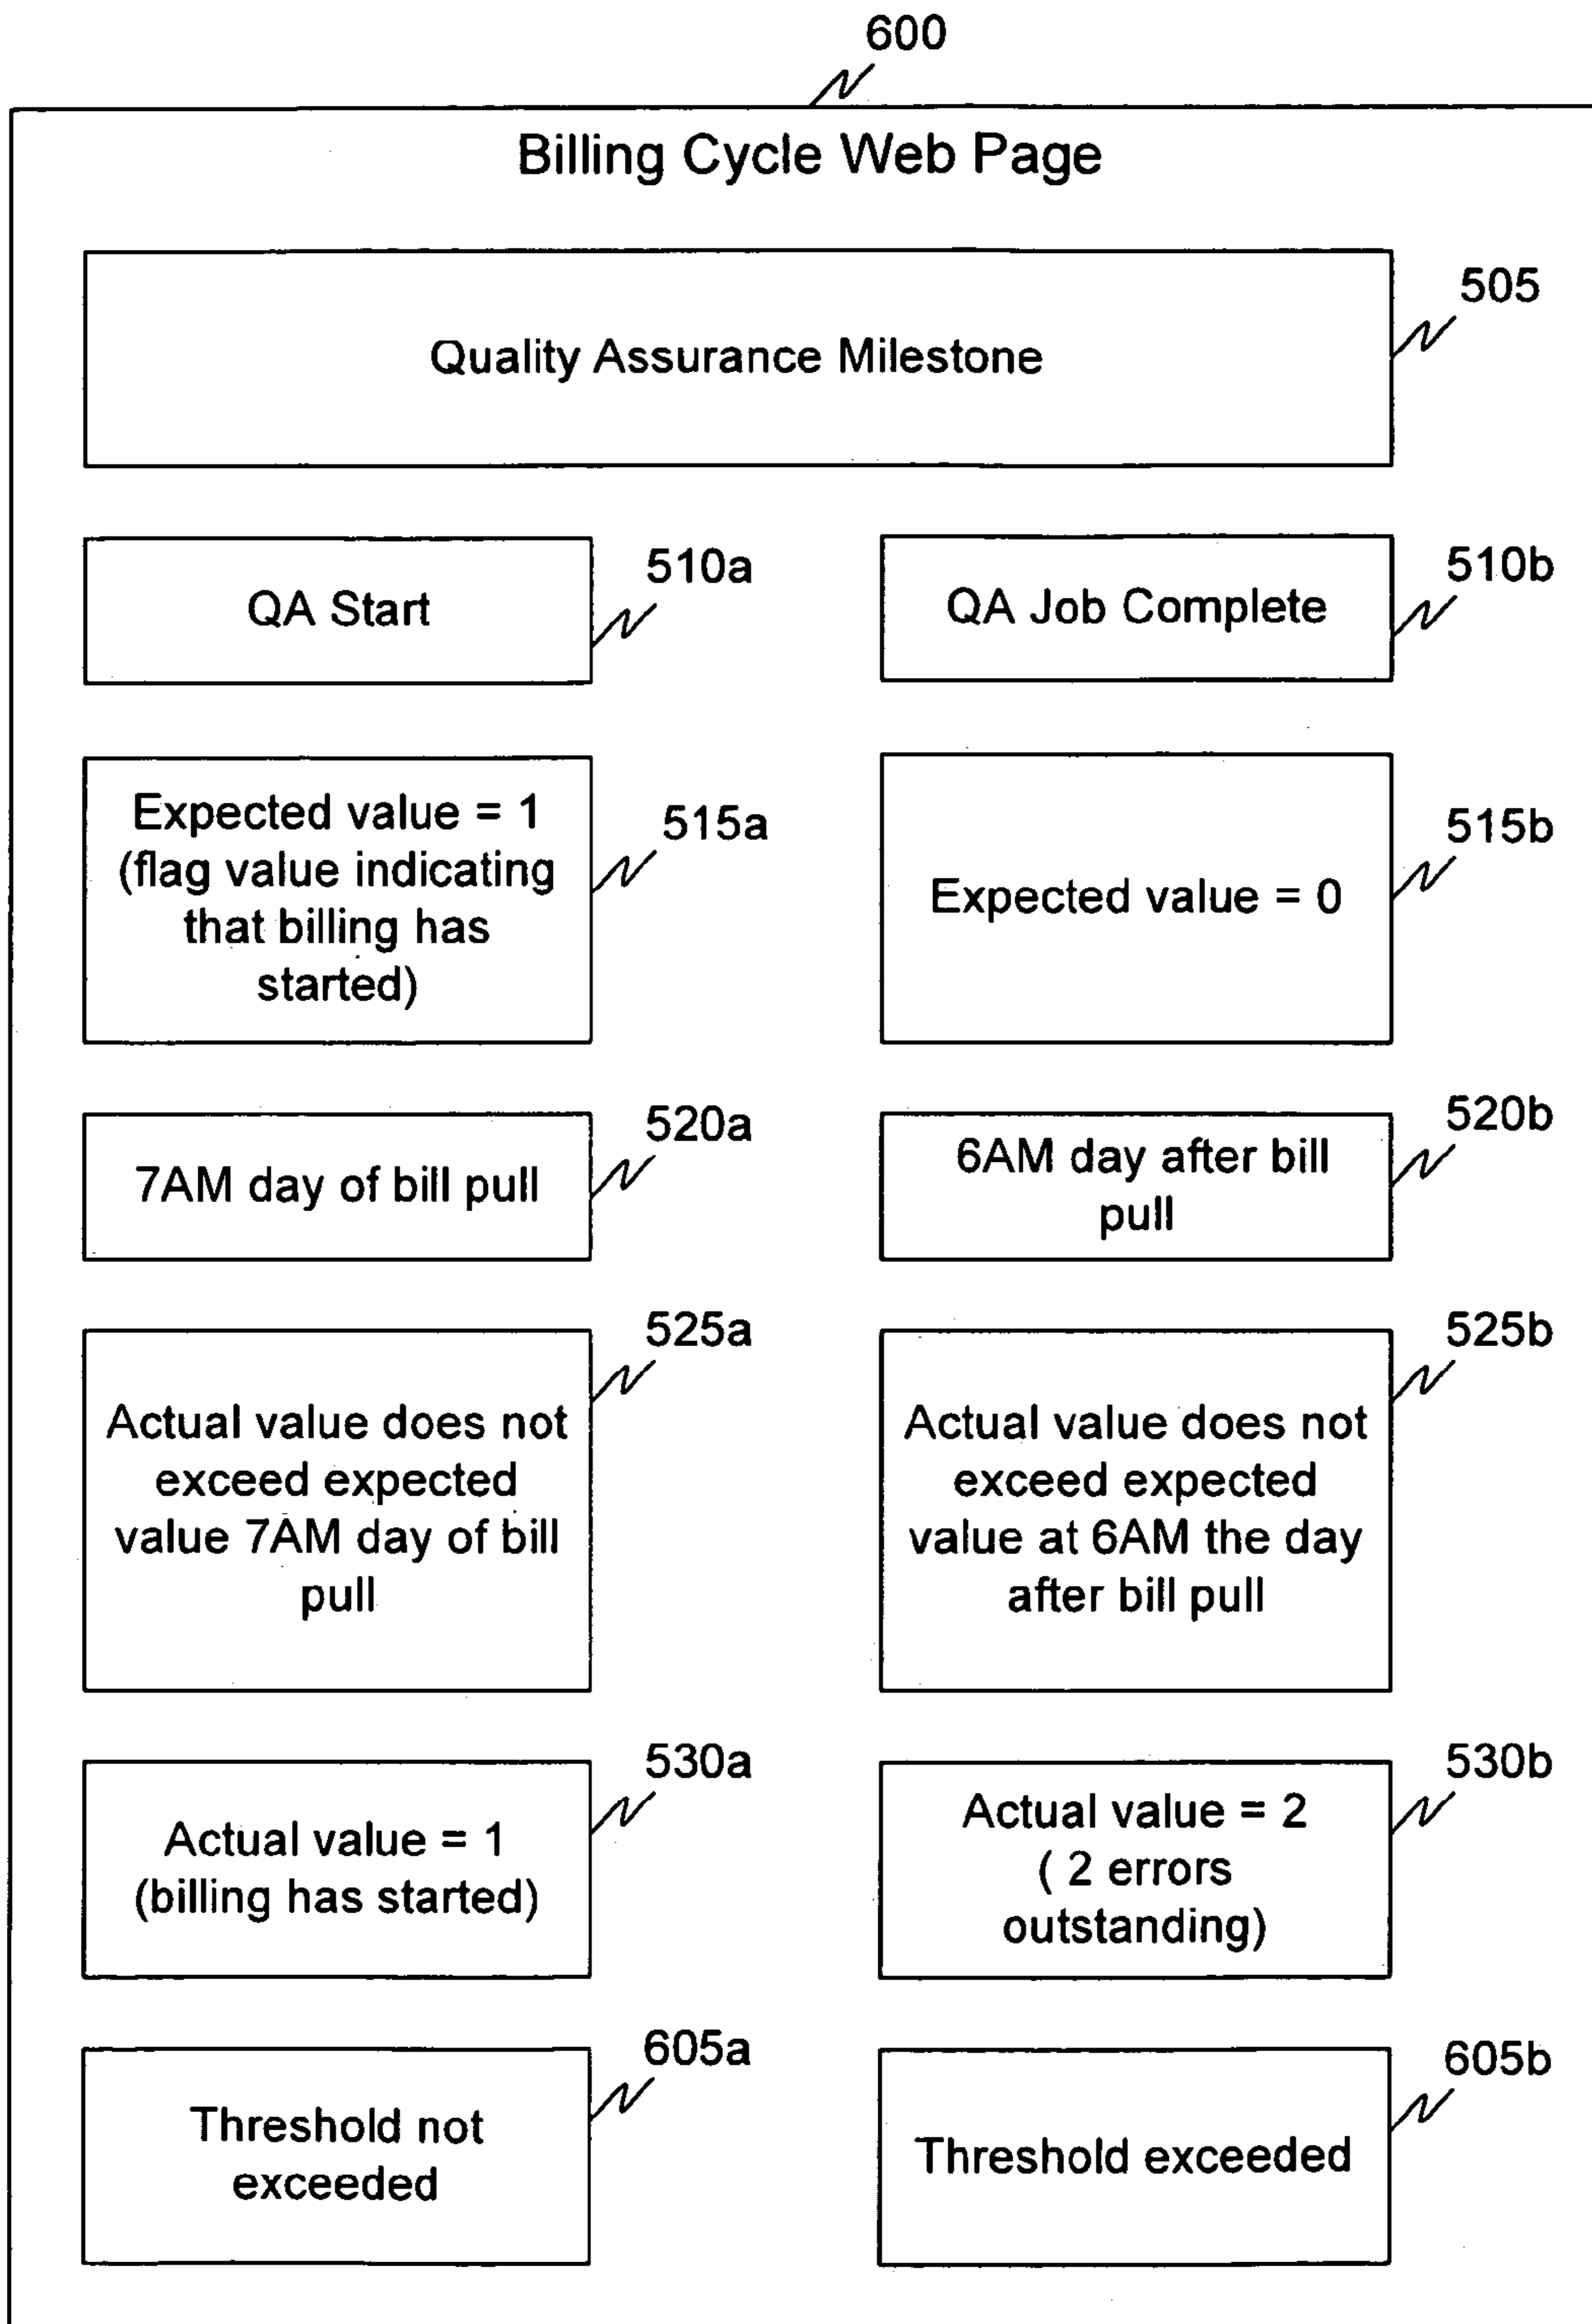 600
Billing Cycle Web Page
505
Quality Assurance Milestone
510a
510b
QA Start
QA Job Complete
Expected value = 1
(flag value indicating
that billing has
started)
515a
515b
Expected value = 0
520a
520b
7AM day of bill pull
6AM day after bill
pull
525a
525b
Actual value does not
exceed expected
value 7AM day of bill
pull
Actual value does not
exceed expected
value at 6AM the day
after bill pull
530a
530b
Actual value = 1
(billing has started)
Actual value = 2
( 2 errors
outstanding)
605a
605b
Threshold not
exceeded
Threshold exceeded